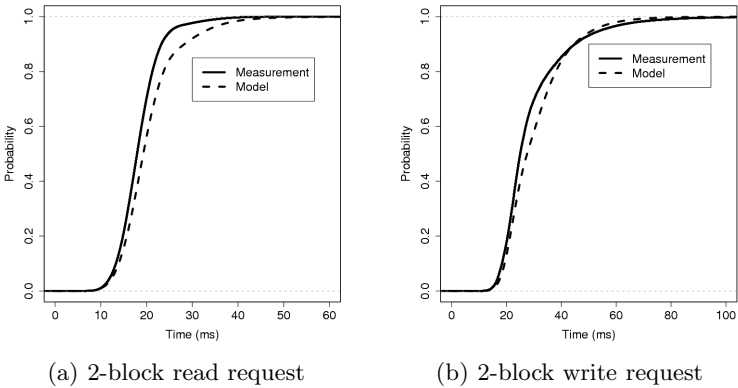 Probability
1.0
0.8
0.6
0.4
0.2
0.0
Measurement
Model
0 10 20 30 40 50 60
Time (ms)
(a) 2-block read request
Probability
1.0
0.8
0.6
0.4
0.2
0.0
Measurement
Model
0 20 40 60 80 100
Time (ms)
(b) 2-block write request